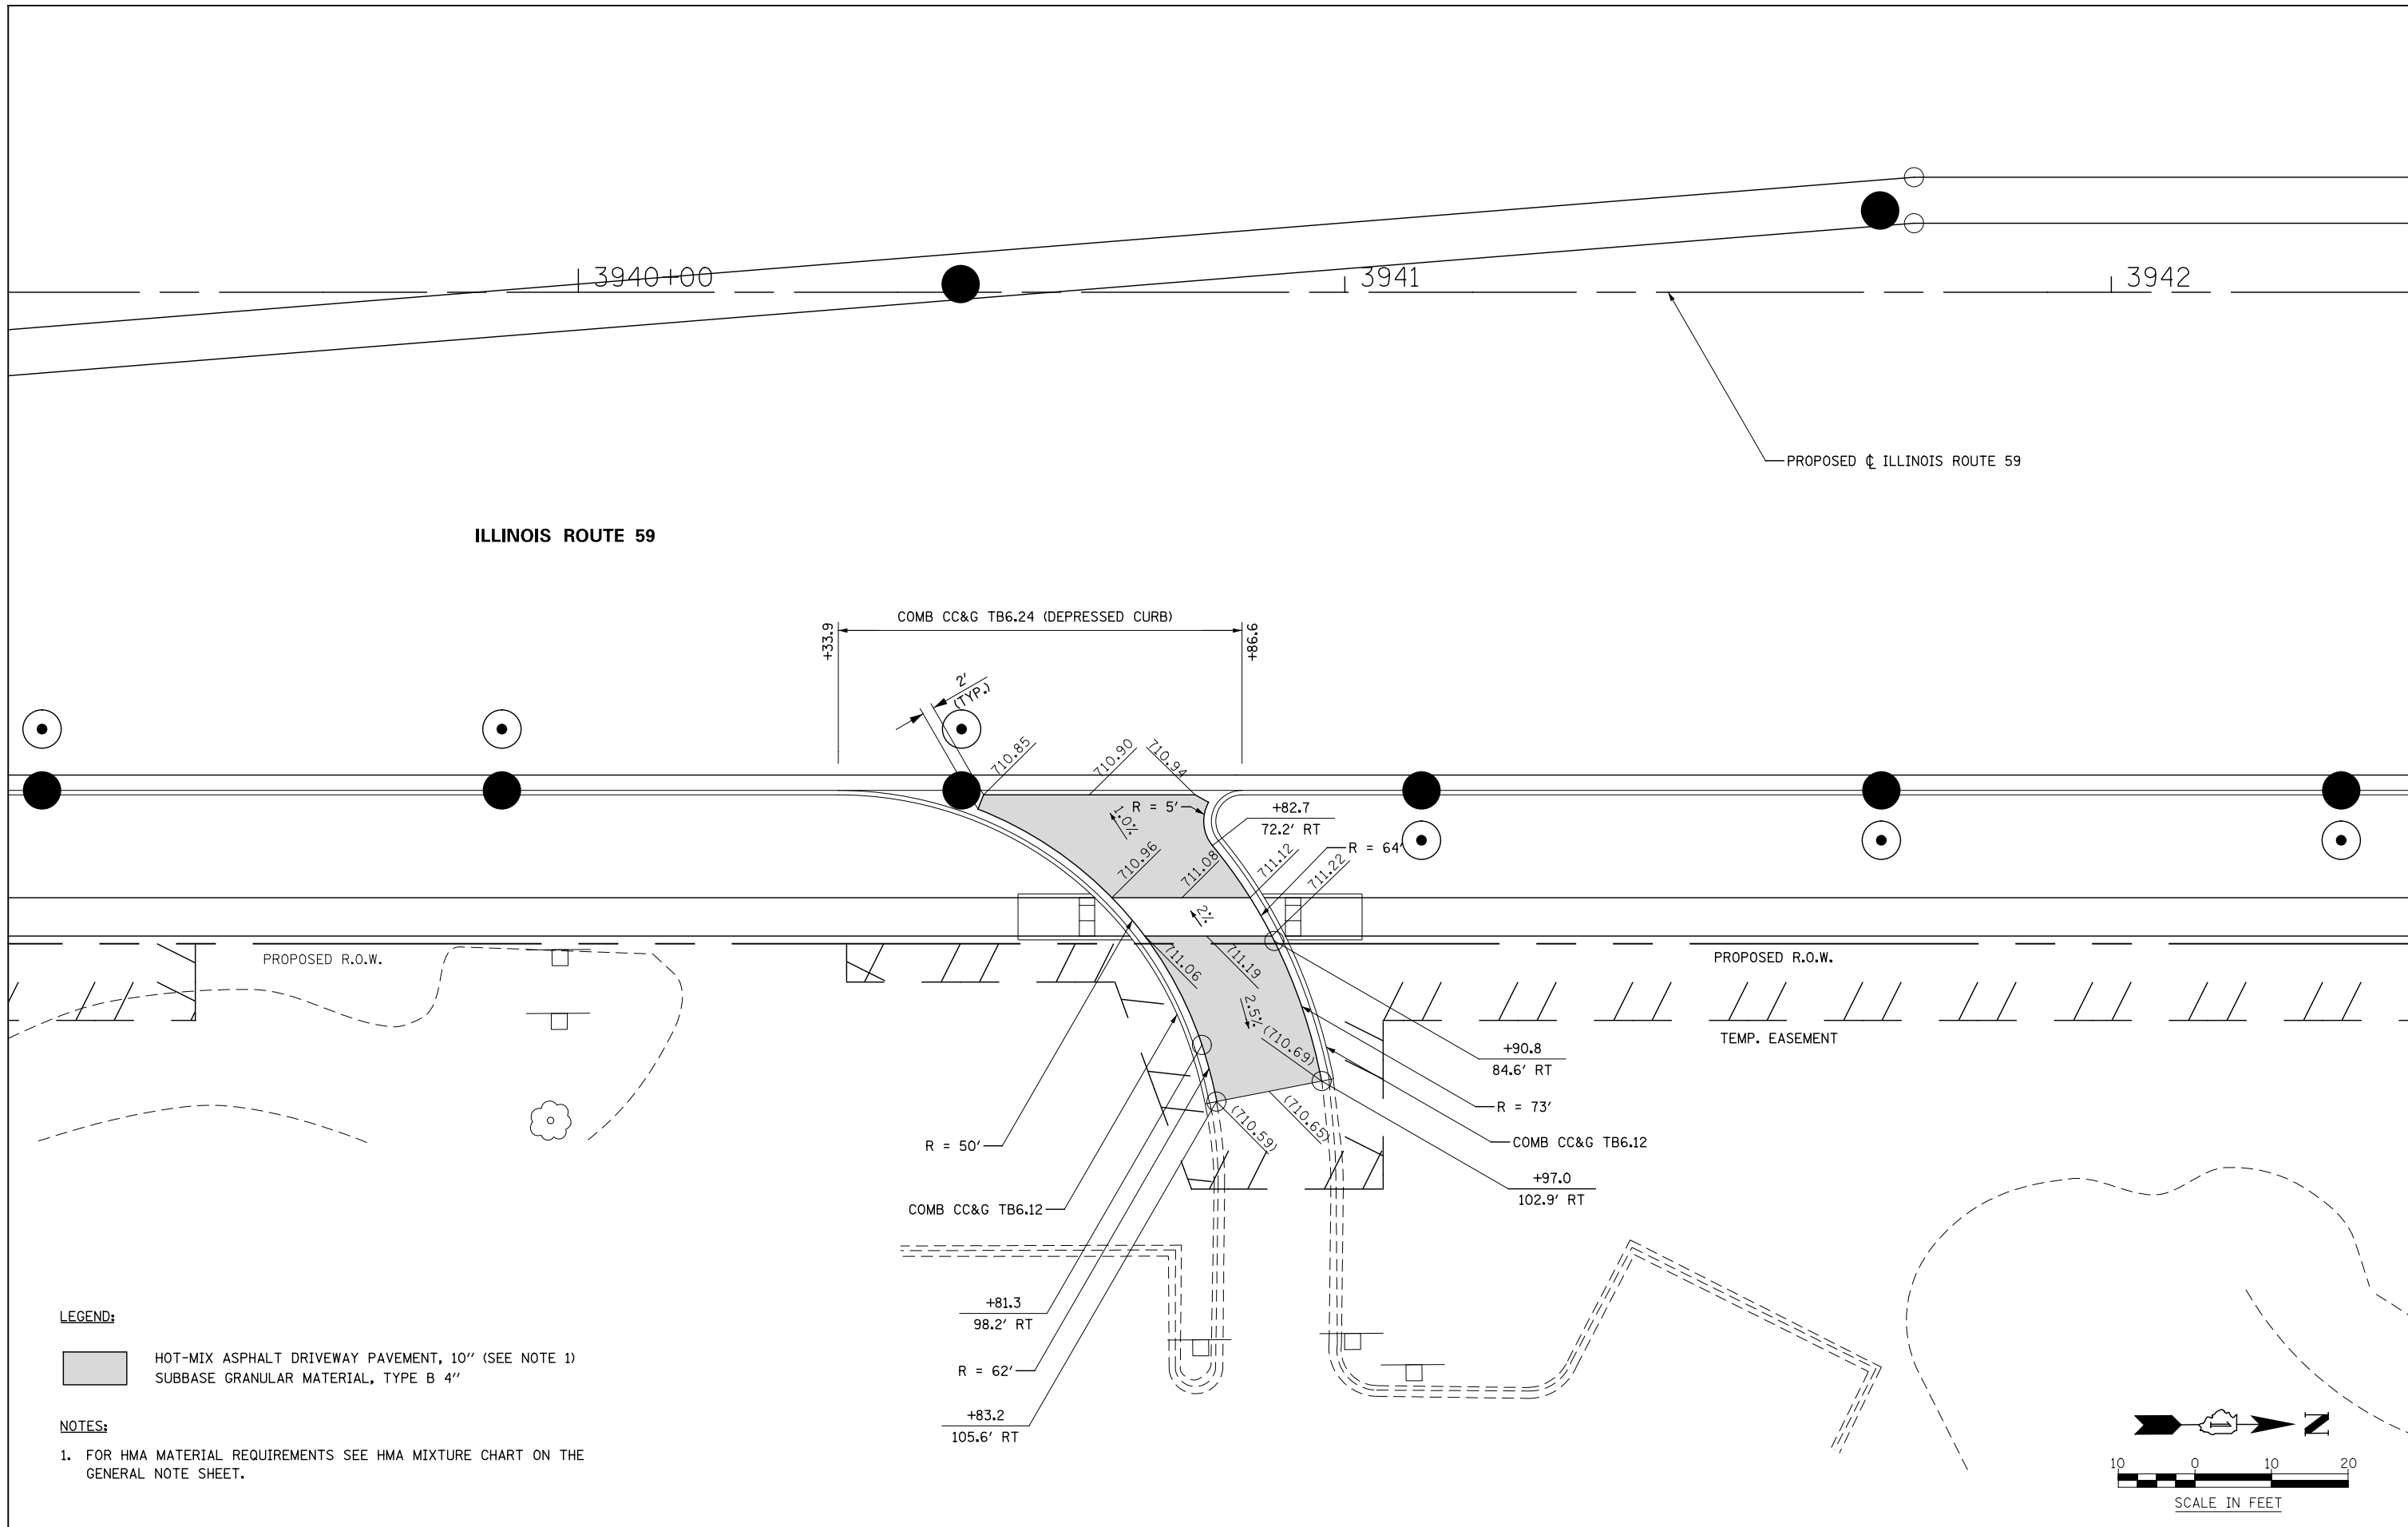 3940+00
3941
3942
PROPOSED ℄ ILLINOIS ROUTE 59
ILLINOIS ROUTE 59
COMB CC&G TB6.24 (DEPRESSED CURB)
+33.9
+86.6
2'
(TYP.)
710.85
710.90
710.94
R = 5'
+82.7
72.2' RT
1.0%
R = 64'
710.96
711.08
711.12
711.22
2%
PROPOSED R.O.W.
711.06
711.19
PROPOSED R.O.W.
2.5%
(710.69)
TEMP. EASEMENT
+90.8
84.6' RT
R = 73'
(710.59)
(710.65)
R = 50'
COMB CC&G TB6.12
+97.0
102.9' RT
COMB CC&G TB6.12
+81.3
98.2' RT
R = 62'
+83.2
105.6' RT
LEGEND:
HOT-MIX ASPHALT DRIVEWAY PAVEMENT, 10" (SEE NOTE 1)
SUBBASE GRANULAR MATERIAL, TYPE B 4"
NOTES:
1. FOR HMA MATERIAL REQUIREMENTS SEE HMA MIXTURE CHART ON THE
GENERAL NOTE SHEET.
N
10 0 10 20
SCALE IN FEET